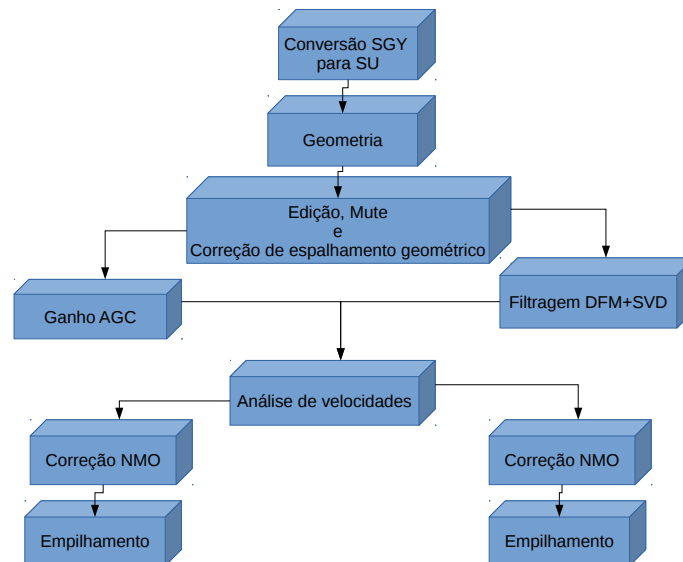 Conversão SGY
para SU
Geometria
Edição, Mute
e
Correção de espalhamento geométrico
Ganho AGC
Filtragem DFM+SVD
Análise de velocidades
Correção NMO
Correção NMO
Empilhamento
Empilhamento